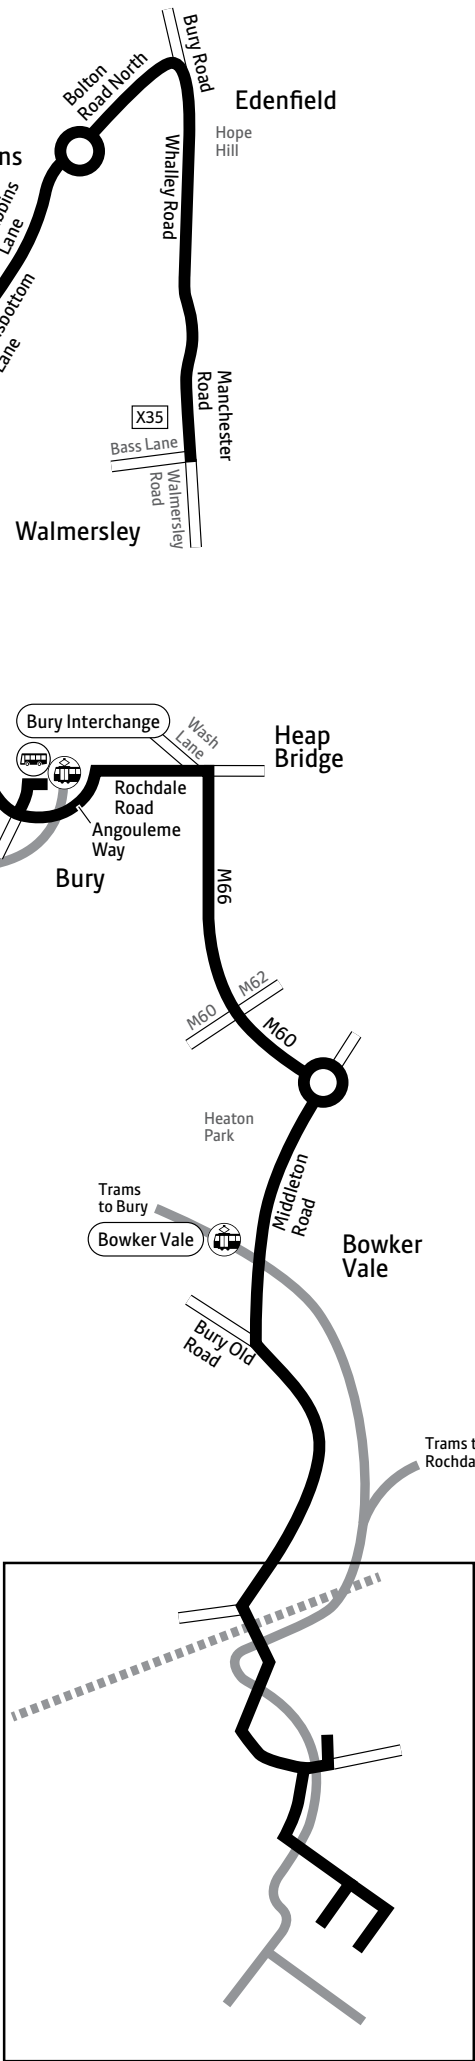 Bury Road
Bolton
Road North
Edenfield
Hope
Hill
ns
Whalley Road
bins
Lane
sbottom
Lane
Manchester
Road
X35
Bass Lane
Walmersley
Road
Walmersley
Bury Interchange
Wash
Lane
Heap
Bridge
Rochdale
Road
Angouleme
Way
Bury
M66
M60
M62
M60
Heaton
Park
Middleton
Road
Trams
to Bury
Bowker Vale
Bowker
Vale
Bury Old
Road
Trams t
Rochda